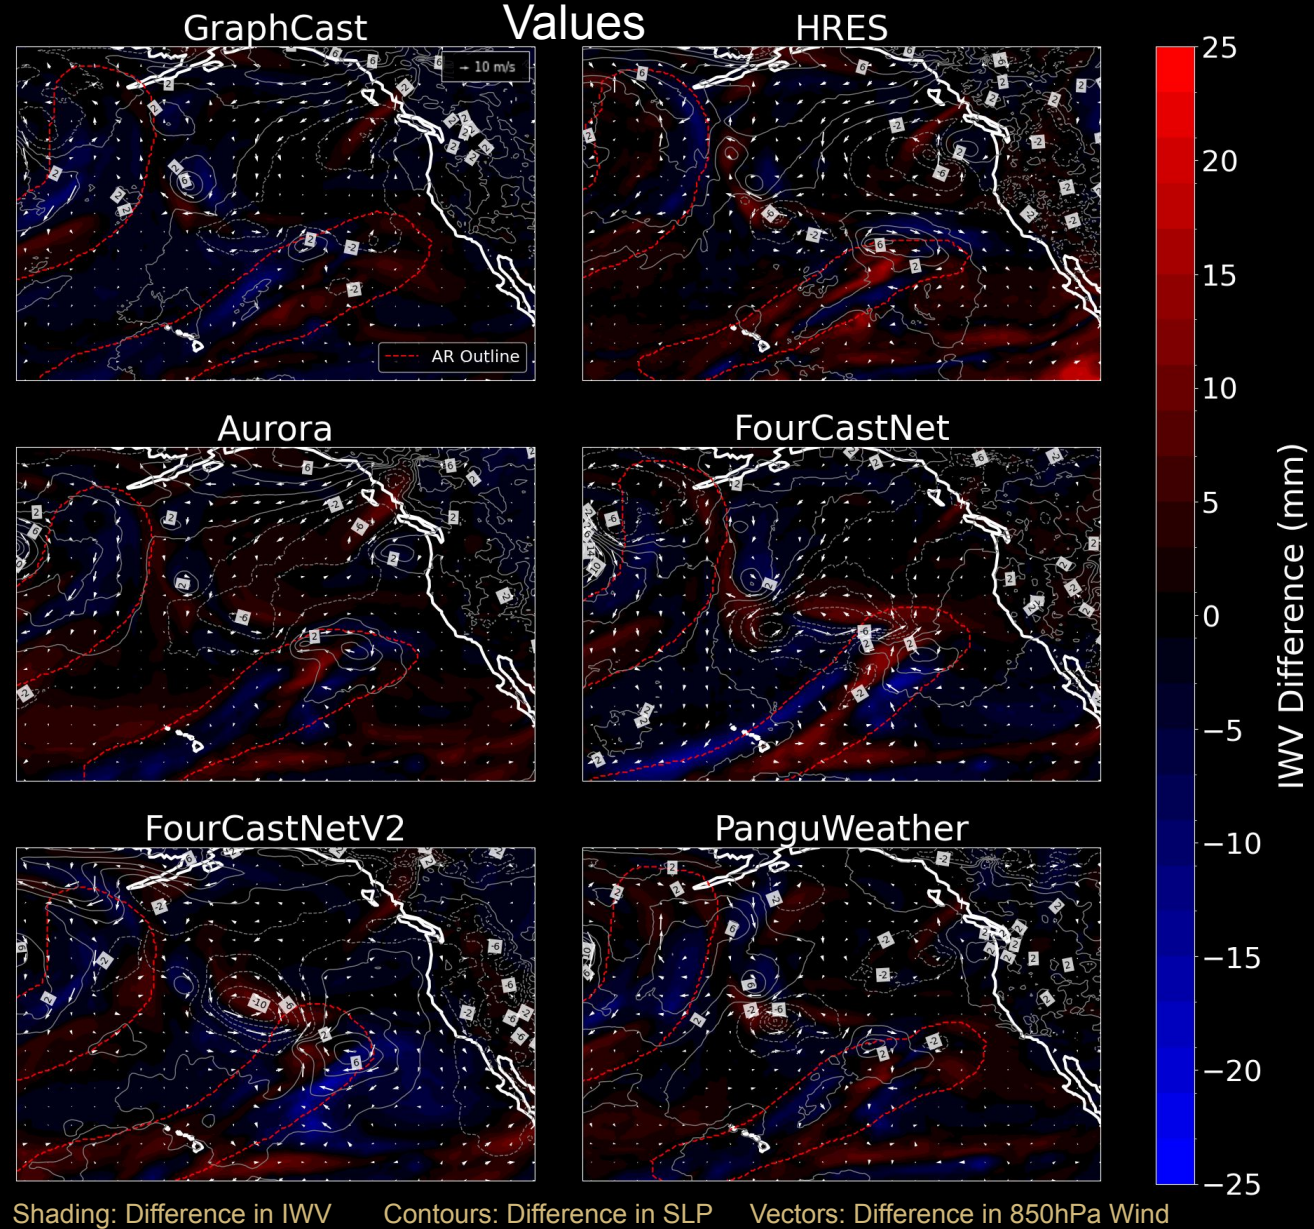 Values
GraphCast
HRES
10 m/s
AR Outline
Aurora
FourCastNet
FourCastNetV2
PanguWeather
25
20
15
10
5
0
−5
−10
−15
−20
−25
IWV Difference (mm)
Shading: Difference in IWV Contours: Difference in SLP Vectors: Difference in 850hPa Wind